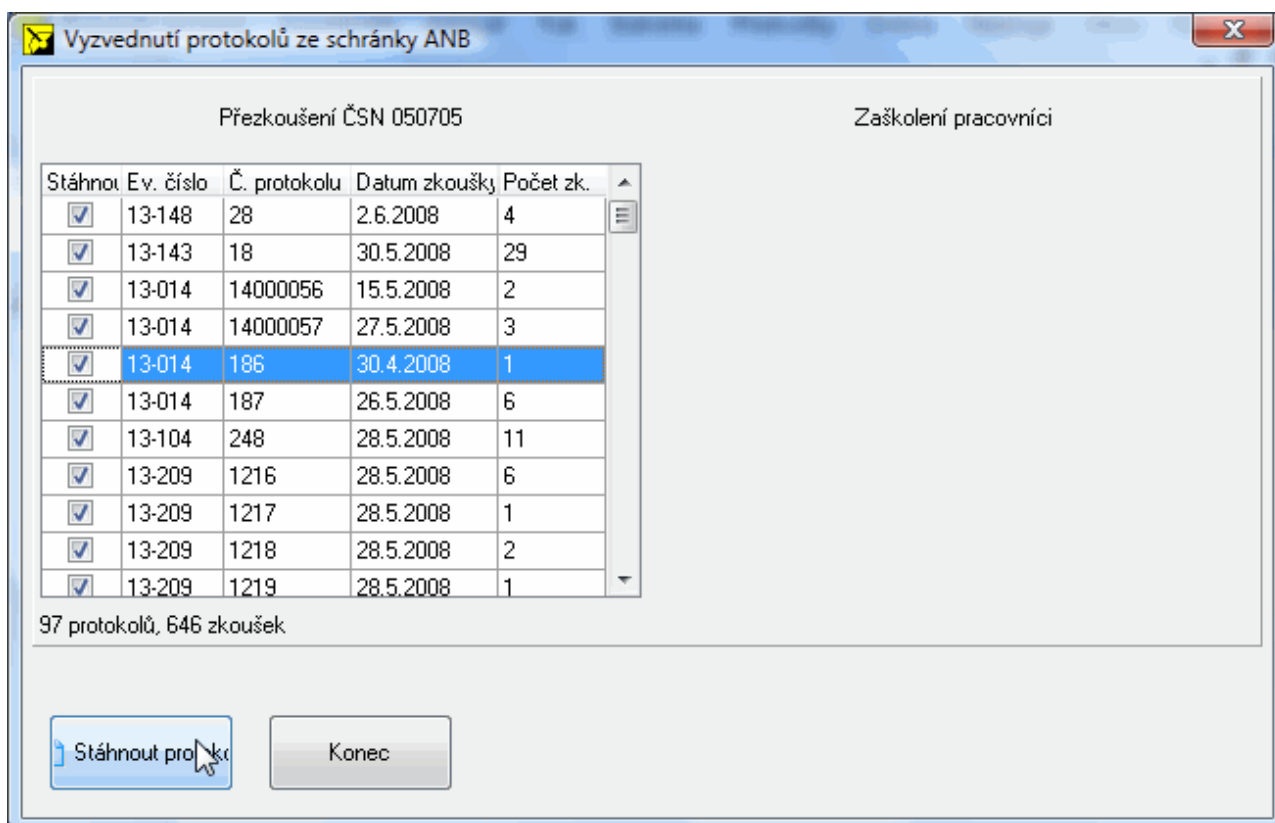 Vyzvednutí protokolů ze schránky ANB
Přezkoušení ČSN 050705 Zaškolení pracovníci
Stáhnou Ev. číslo Č. protokolu Datum zkoušky Počet zk.
13-148 28 2.6.2008 4
13-143 18 30.5.2008 29
13-014 14000056 15.5.2008 2
13-014 14000057 27.5.2008 3
13-014 186 30.4.2008 1
13-014 187 26.5.2008 6
13-104 248 28.5.2008 11
13-209 1216 28.5.2008 6
13-209 1217 28.5.2008 1
13-209 1218 28.5.2008 2
13-209 1219 28.5.2008 1
97 protokolů, 646 zkoušek
Stáhnout Konec